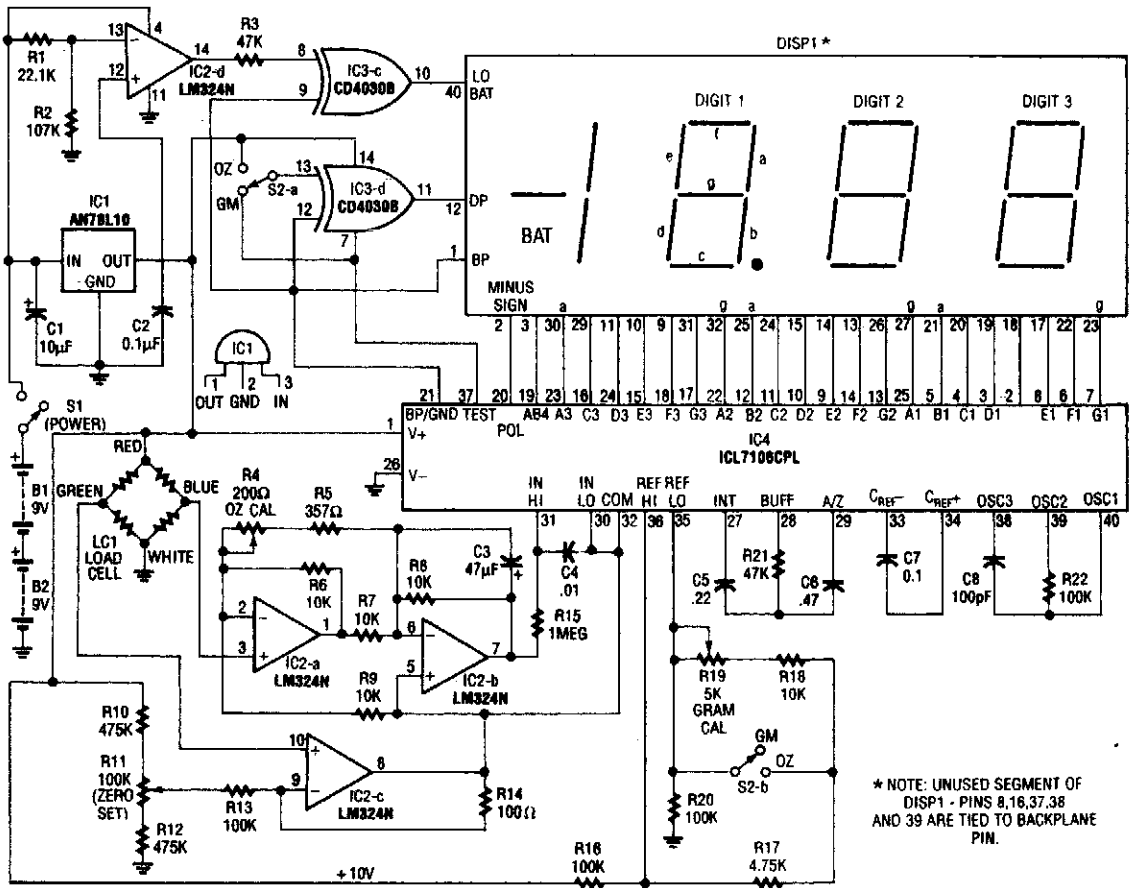 DISP1 *
R1
22.1K
R2
107K
13
12
4
14
11
IC2-d
LM324N
R3
47K
8
9
IC3-c
CD4030B
10
40
LO
BAT
DIGIT 1
DIGIT 2
DIGIT 3
f
e
a
g
d
b
c
BAT
OZ
GM
S2-a
13
12
14
7
IC3-d
CD4030B
11
12
DP
1
BP
IC1
AN78L10
IN
OUT
GND
+
C1
10µF
C2
0.1µF
IC1
1
2
3
OUT
GND
IN
MINUS
SIGN
a
g
a
g
a
g
2
3
30
29
11
10
9
31
32
25
24
15
14
13
26
27
21
20
19
18
17
22
23
21
37
20
19
23
16
24
15
18
17
22
12
11
10
9
14
13
25
5
4
3
2
8
6
7
BP/GND
TEST
POL
AB4
A3
C3
D3
E3
F3
G3
A2
B2
C2
D2
E2
F2
G2
A1
B1
C1
D1
E1
F1
G1
1
V+
26
V−
IC4
ICL7106CPL
IN
HI
IN
LO
COM
REF
HI
REF
LO
INT
BUFF
A/Z
CREF−
CREF+
OSC3
OSC2
OSC1
31
30
32
36
35
27
28
29
33
34
38
39
40
S1
(POWER)
+
B1
9V
+
B2
9V
RED
GREEN
BLUE
WHITE
LC1
LOAD
CELL
R4
200Ω
OZ CAL
R5
357Ω
R6
10K
R7
10K
R8
10K
C3
47µF
+
C4
.01
R15
1MEG
2
3
1
IC2-a
LM324N
6
5
7
IC2-b
LM324N
R9
10K
10
9
8
IC2-c
LM324N
R10
475K
R11
100K
(ZERO
SET)
R12
475K
R13
100K
R14
100Ω
C5
.22
R21
47K
C6
.47
C7
0.1
C8
100pF
R22
100K
R19
5K
GRAM
CAL
R18
10K
GM
OZ
S2-b
R20
100K
R17
4.75K
R16
100K
+10V
* NOTE: UNUSED SEGMENT OF
DISP1 - PINS 8,16,37,38
AND 39 ARE TIED TO BACKPLANE
PIN.